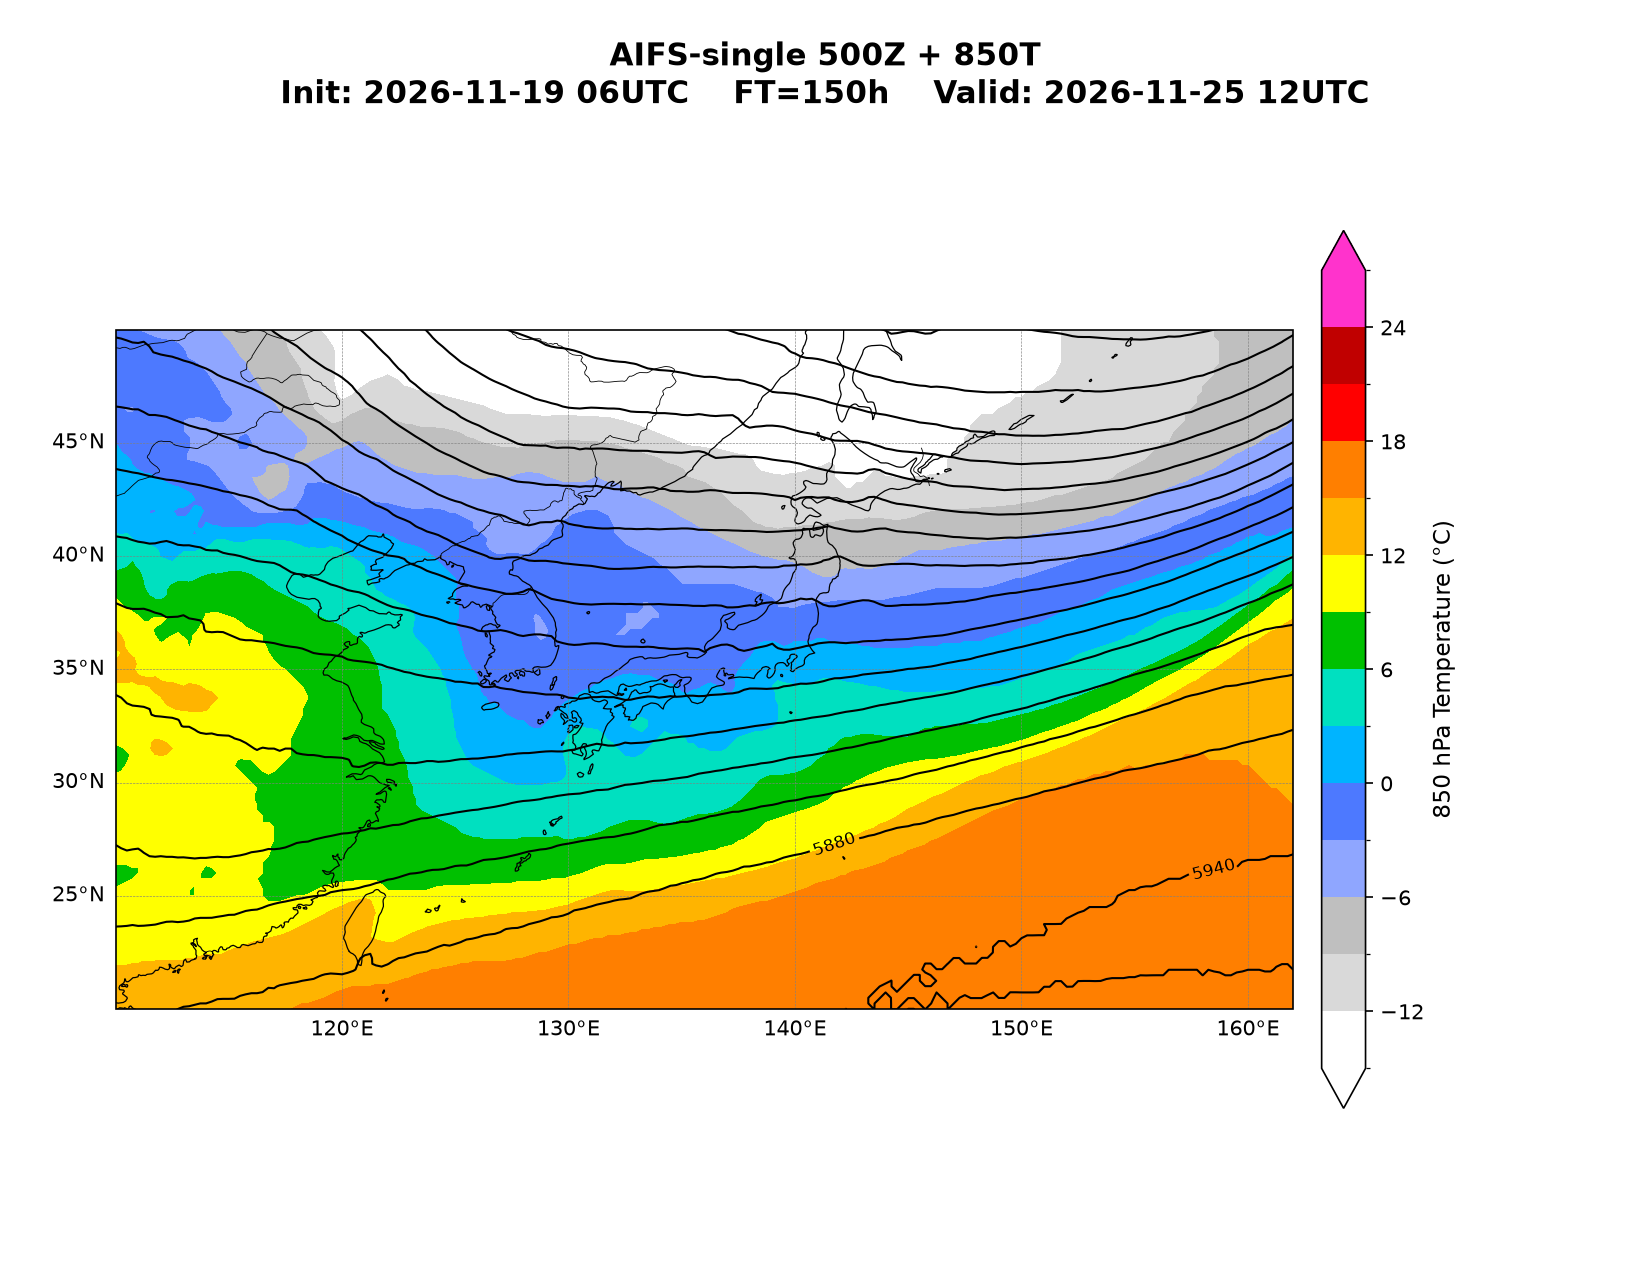 AIFS-single 500Z + 850T
Init: 2026-11-19 06UTC    FT=150h    Valid: 2026-11-25 12UTC
45°N
40°N
35°N
30°N
25°N
120°E
130°E
140°E
150°E
160°E
5880
5940
24
18
12
6
0
−6
−12
850 hPa Temperature (°C)